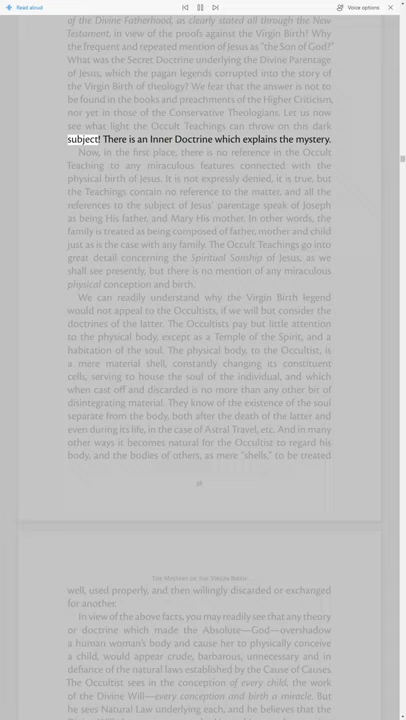 Read aloud
Voice options
of the Divine Fatherhood, as clearly stated all through the New
Testament, in view of the proofs against the Virgin Birth? Why
the frequent and repeated mention of Jesus as "the Son of God?"
What was the Secret Doctrine underlying the Divine Parentage
of Jesus, which the pagan legends corrupted into the story of
the Virgin Birth of theology? We fear that the answer is not to
be found in the books and preachments of the Higher Criticism,
nor yet in those of the Conservative Theologians. Let us now
see what light the Occult Teachings can throw on this dark
subject! There is an Inner Doctrine which explains the mystery.
Now, in the first place, there is no reference in the Occult
Teaching to any miraculous features connected with the
physical birth of Jesus. It is not expressly denied, it is true, but
the Teachings contain no reference to the matter, and all the
references to the subject of Jesus' parentage speak of Joseph
as being His father, and Mary His mother. In other words, the
family is treated as being composed of father, mother and child
just as is the case with any family. The Occult Teachings go into
great detail concerning the Spiritual Sonship of Jesus, as we
shall see presently, but there is no mention of any miraculous
physical conception and birth.
We can readily understand why the Virgin Birth legend
would not appeal to the Occultists, if we will but consider the
doctrines of the latter. The Occultists pay but little attention
to the physical body, except as a Temple of the Spirit, and a
habitation of the soul. The physical body, to the Occultist, is
a mere material shell, constantly changing its constituent
cells, serving to house the soul of the individual, and which
when cast off and discarded is no more than any other bit of
disintegrating material. They know of the existence of the soul
separate from the body, both after the death of the latter and
even during its life, in the case of Astral Travel, etc. And in many
other ways it becomes natural for the Occultist to regard his
body, and the bodies of others, as mere "shells," to be treated
The Mystery of the Virgin Birth
well, used properly, and then willingly discarded or exchanged
for another.
In view of the above facts, you may readily see that any theory
or doctrine which made the Absolute—God—overshadow
a human woman's body and cause her to physically conceive
a child, would appear crude, barbarous, unnecessary and in
defiance of the natural laws established by the Cause of Causes.
The Occultist sees in the conception of every child, the work
of the Divine Will—every conception and birth a miracle. But
he sees Natural Law underlying each, and he believes that the